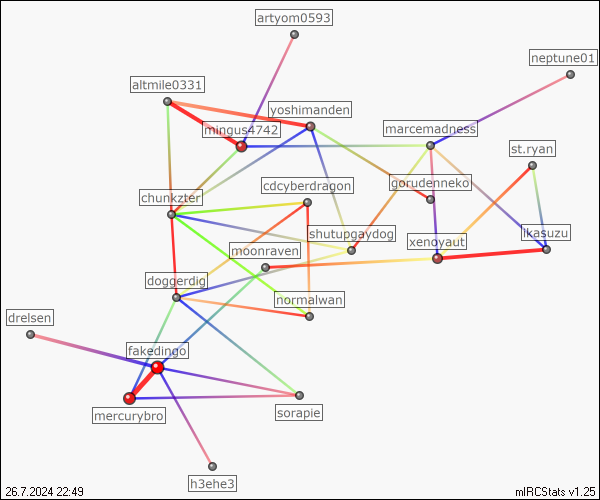 artyom0593
neptune01
altmile0331
yoshimanden
mingus4742
marcemadness
st.ryan
cdcyberdragon
gorudenneko
chunkzter
shutupgaydog
lkasuzu
moonraven
xenoyaut
doggerdig
normalwan
drelsen
fakedingo
mercurybro
sorapie
h3ehe3
26.7.2024 22:49
mIRCStats v1.25